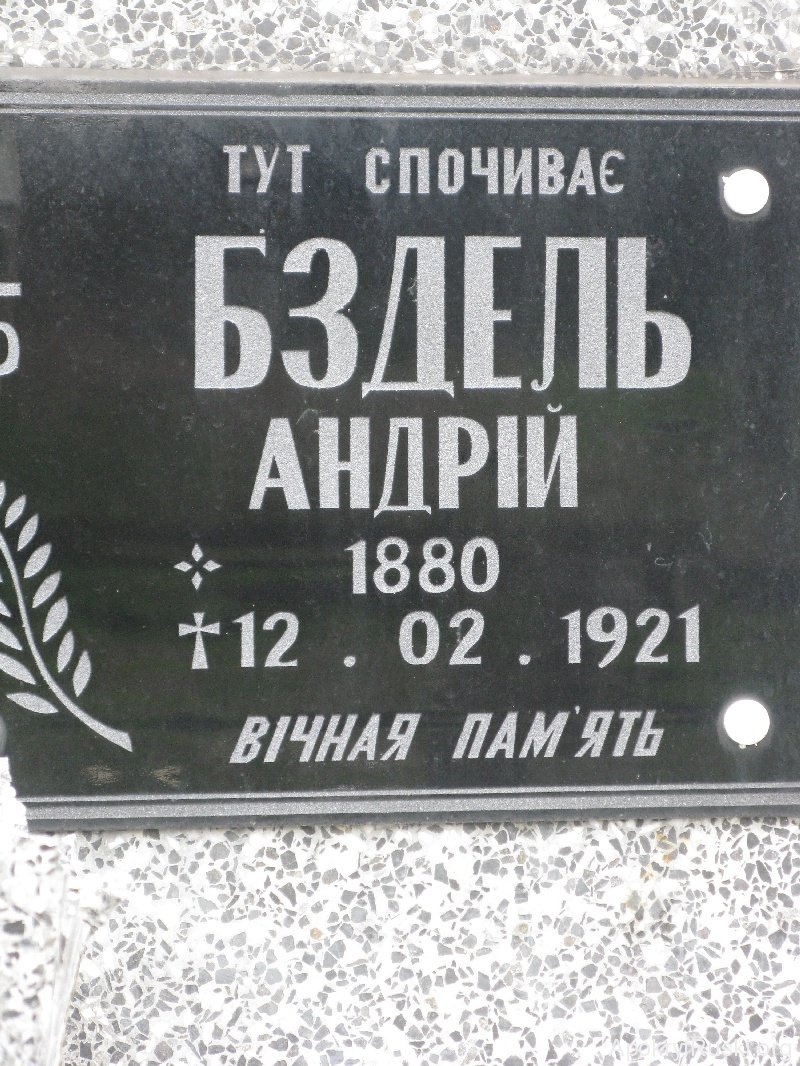 ТУТ СПОЧИВАЄ
БЗДЕЛЬ
АНДРІЙ
1880
12.02.1921
ВІЧНАЯ ПАМ'ЯТЬ